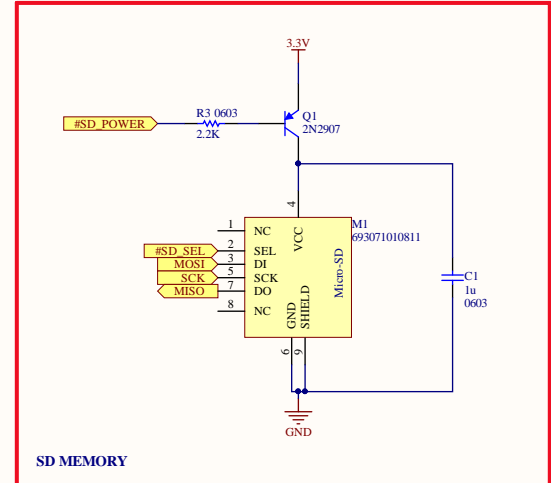 3.3V
R3 0603
#SD_POWER
2.2K
Q1
2N2907
4
1
NC
VCC
M1
693071010811
#SD_SEL
2
SEL
MOSI
3
DI
SCK
5
SCK
MISO
7
DO
Micro-SD
8
NC
GND
SHIELD
C1
1u
0603
6
9
GND
SD MEMORY